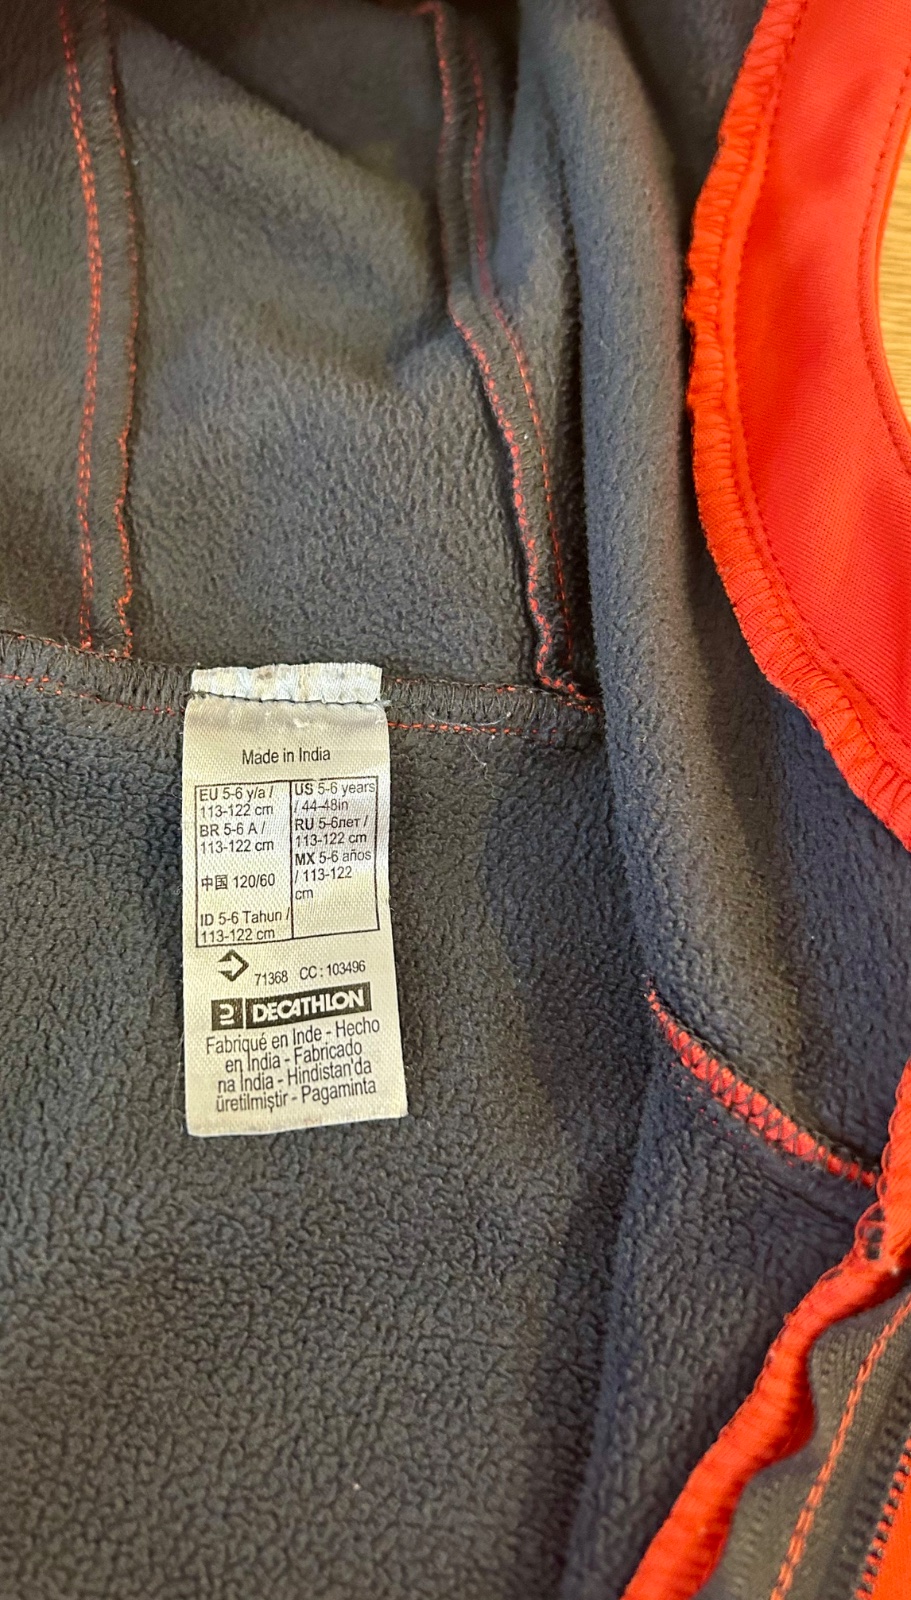 Made in India
EU 5-6 y/a /
113-122 cm
BR 5-6 A /
113-122 cm
中国 120/60
ID 5-6 Tahun /
113-122 cm
US 5-6 years
/ 44-48in
RU 5-6лет /
113-122 cm
MX 5-6 años
/ 113-122
cm
71368 CC : 103496
DECATHLON
Fabriqué en Inde - Hecho
en India - Fabricado
na Índia - Hindistan'da
üretilmiştir - Pagaminta